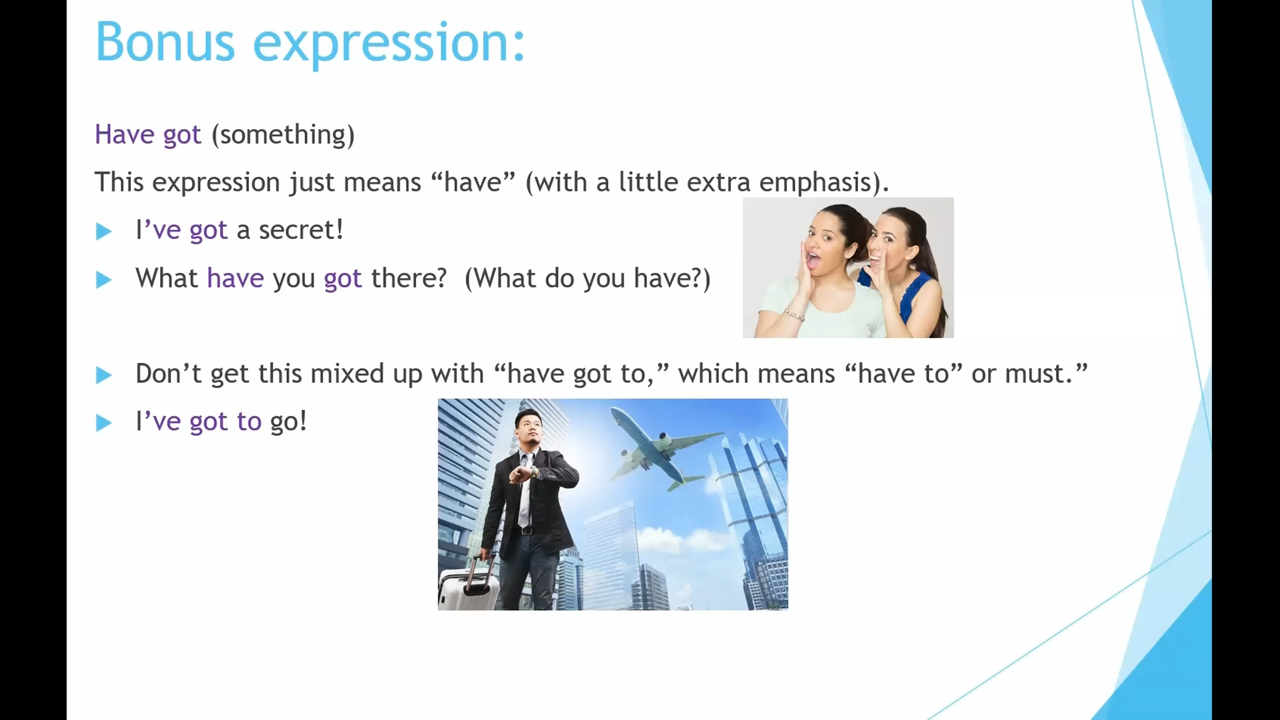 Bonus expression:
Have got (something)
This expression just means “have” (with a little extra emphasis).
I’ve got a secret!
What have you got there? (What do you have?)
Don’t get this mixed up with “have got to,” which means “have to” or must.”
I’ve got to go!